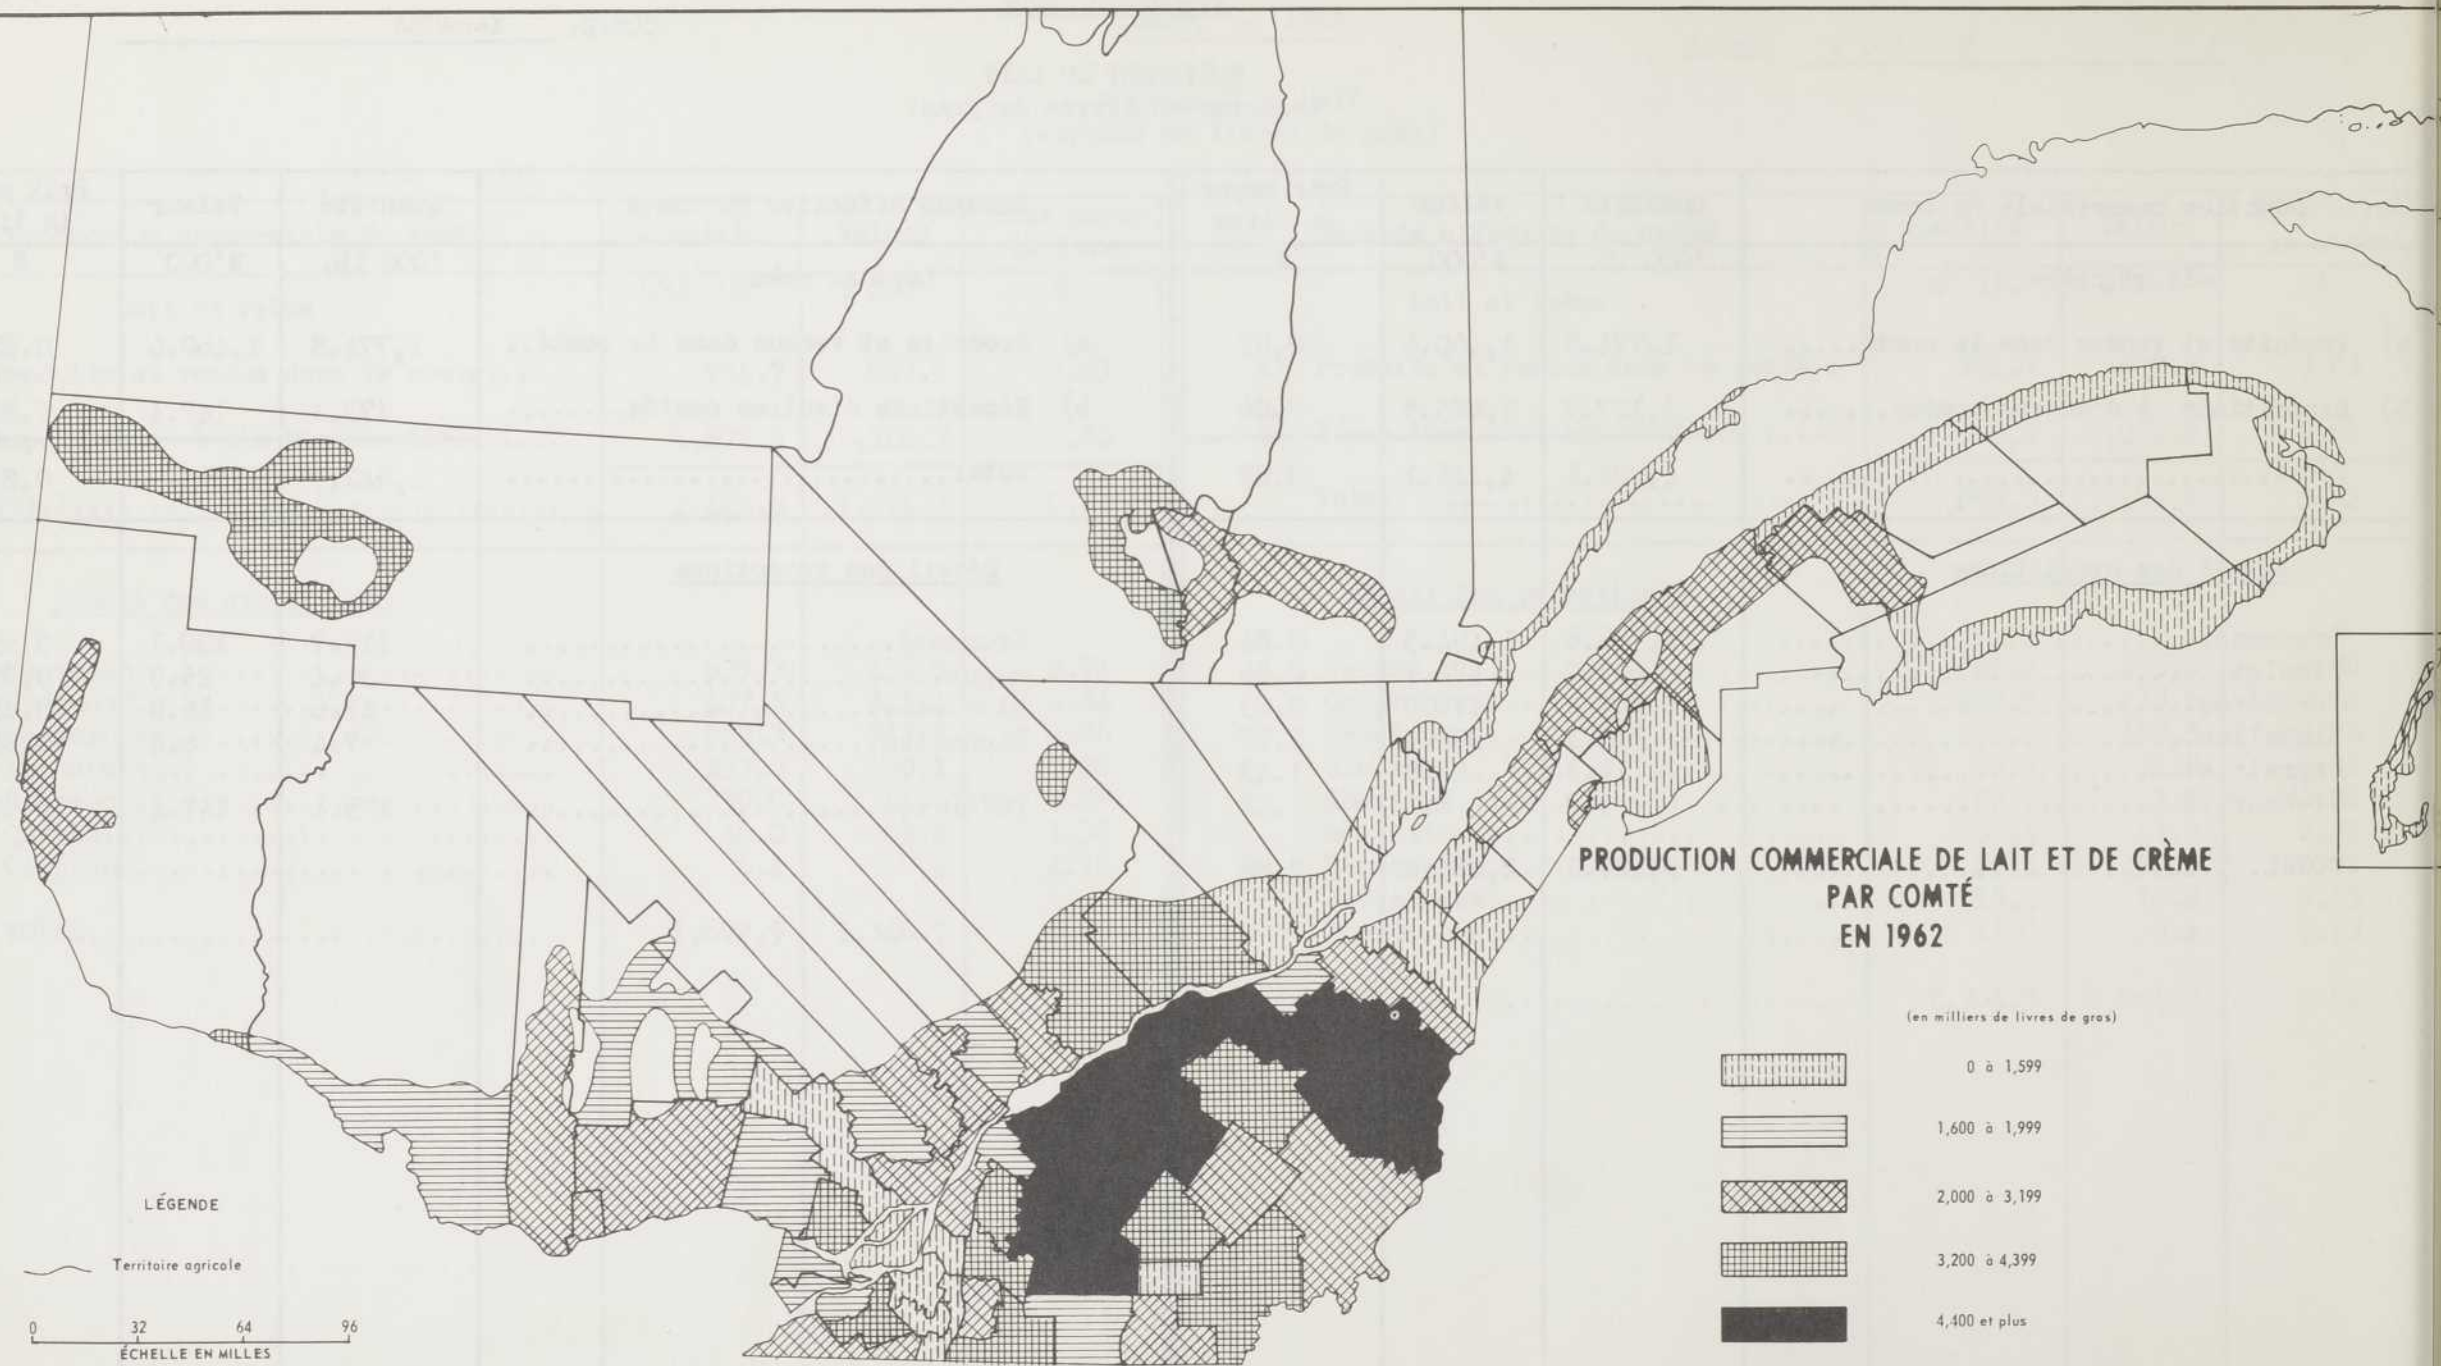 PRODUCTION COMMERCIALE DE LAIT ET DE CRÈME
PAR COMTÉ
EN 1962
(en milliers de livres de gras)
0 à 1,599
1,600 à 1,999
2,000 à 3,199
3,200 à 4,399
4,400 et plus
LÉGENDE
Territoire agricole
0 32 64 96
ÉCHELLE EN MILLES